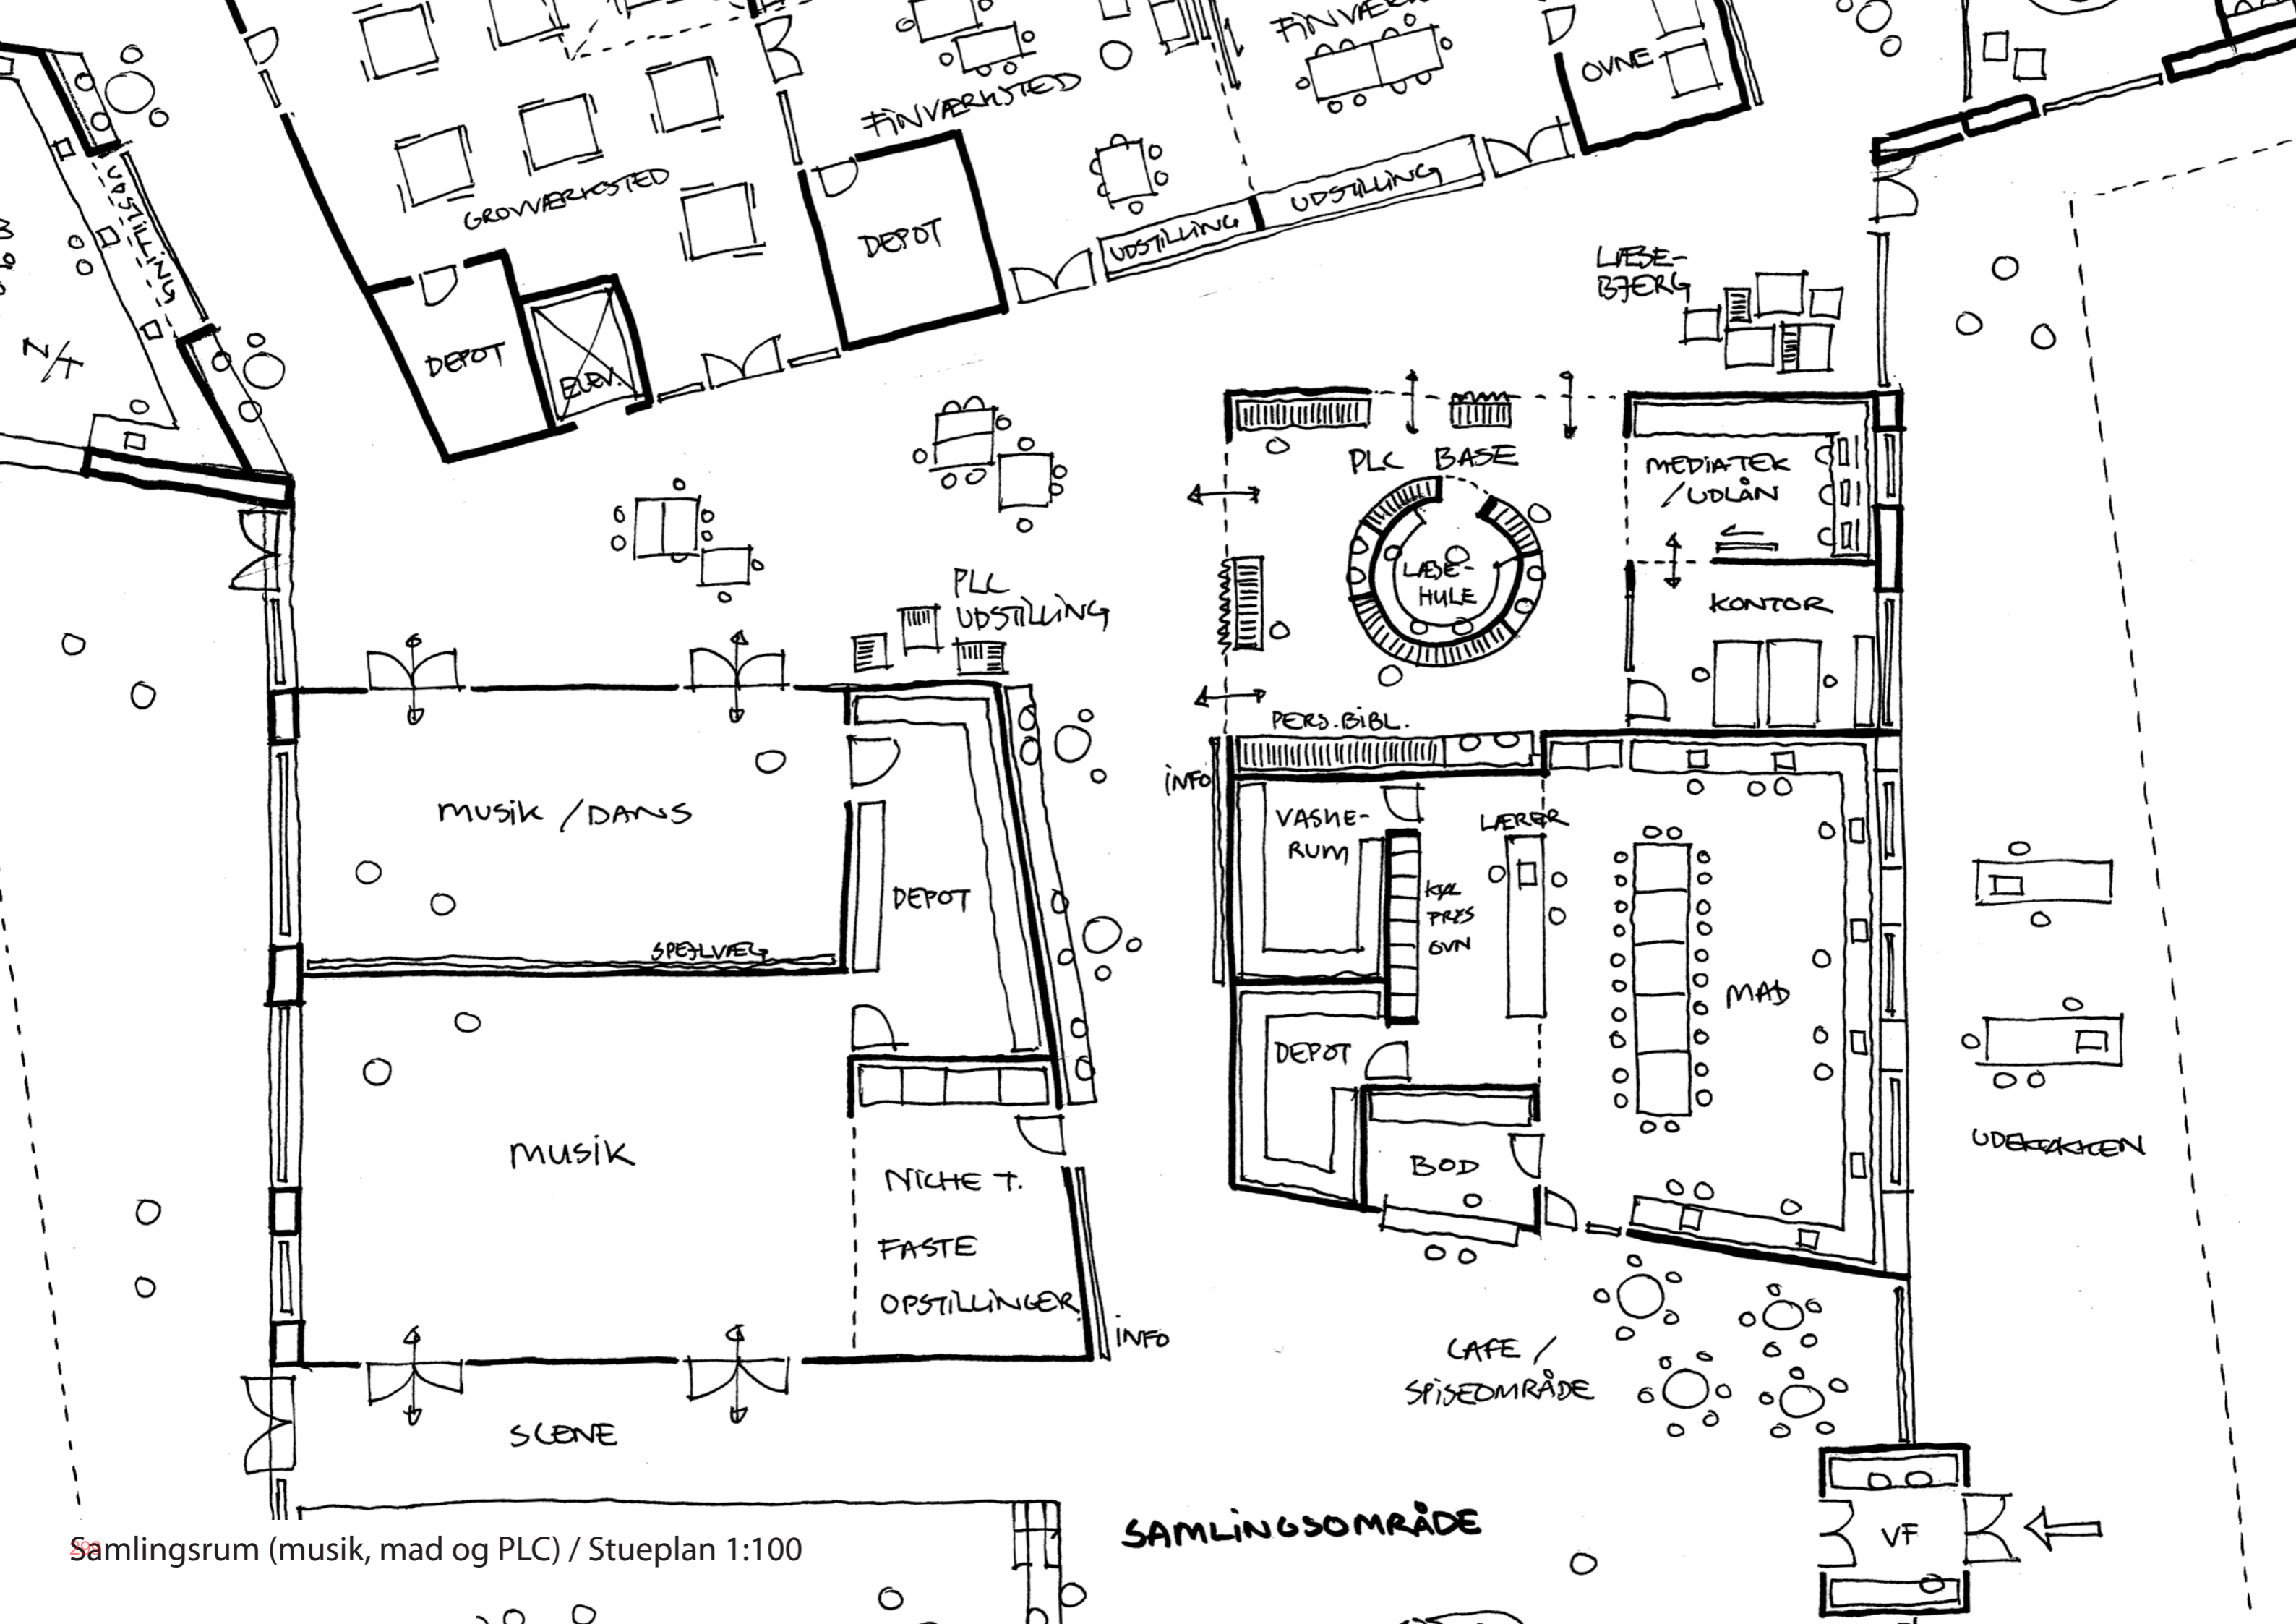 FINVÆRK
OVNE
FINVÆRKSTED
UDSTILLING
GROVVÆRKSTED
UDSTILLING
UDSTILLING
DEPOT
LÆSE-
BJERG
DEPOT
ELEV.
PLC BASE
MEDIATEK
/UDLÅN
LÆSE-
HULE
PLC
UDSTILLING
KONTOR
PERS. BIBL.
INFO
MUSIK / DANS
VASKE-
RUM
LÆRER
DEPOT
KØL
FRYS
OVN
SPEJLVÆG
MAD
DEPOT
MUSIK
NICHE T.
FASTE
OPSTILLINGER
BOD
UDEKØKKEN
INFO
CAFE /
SPISEOMRÅDE
SCENE
SAMLINGSOMRÅDE
VF
Samlingsrum (musik, mad og PLC) / Stueplan 1:100